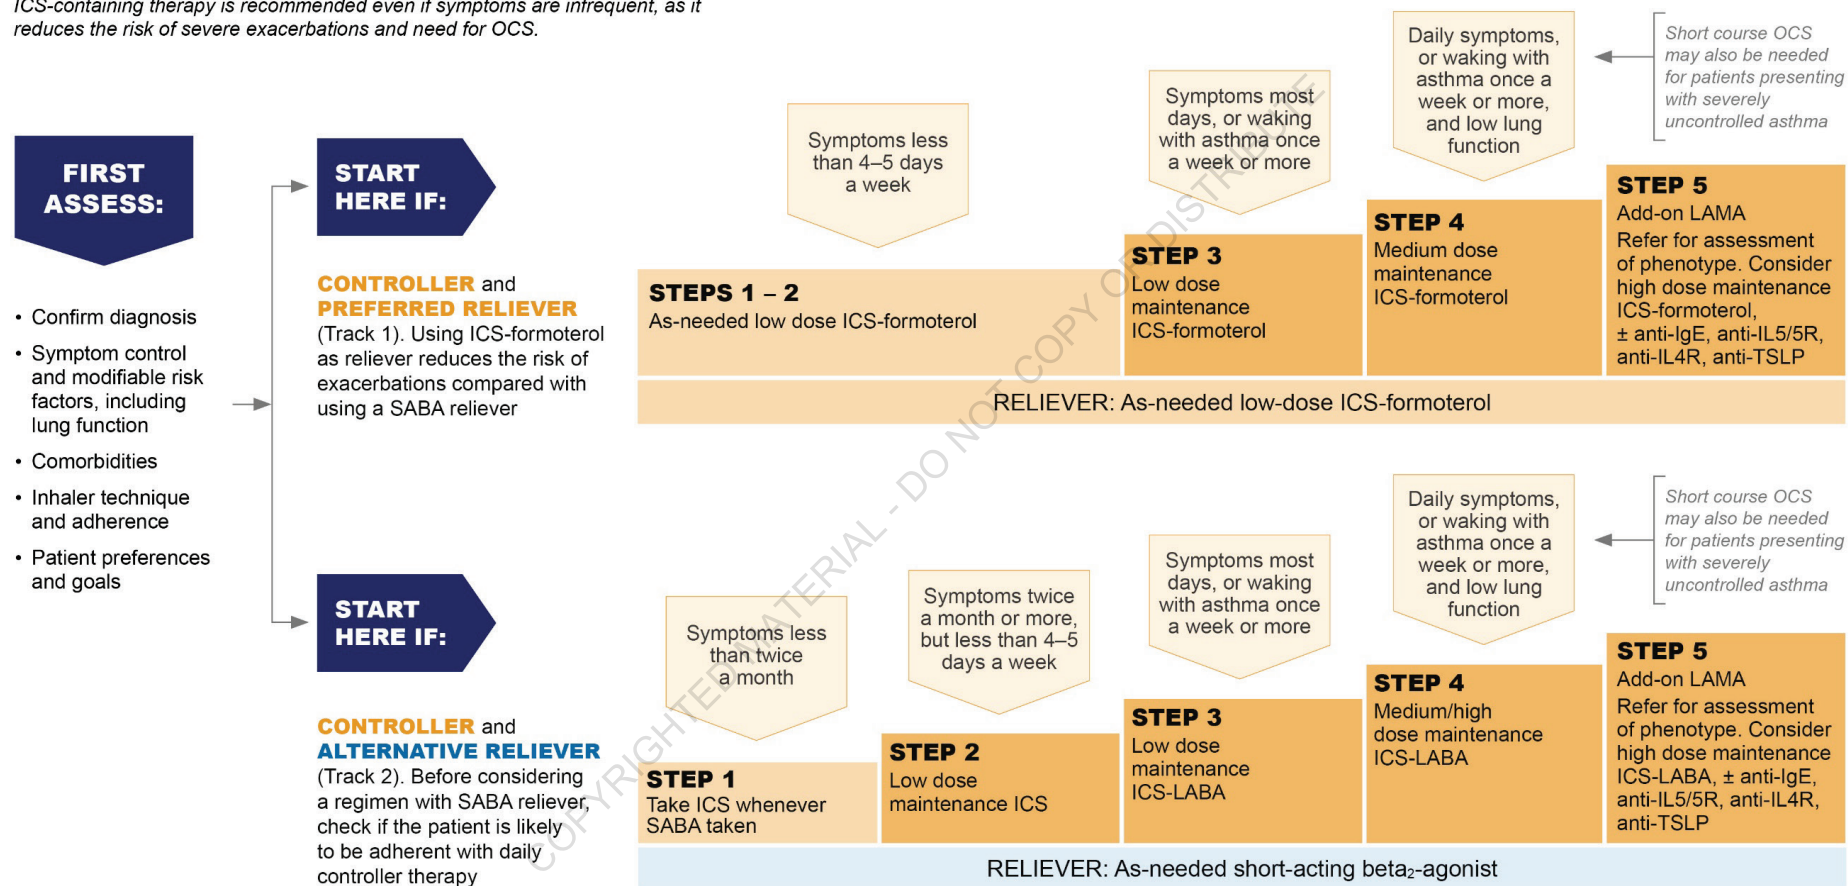 ICS-containing therapy is recommended even if symptoms are infrequent, as it
reduces the risk of severe exacerbations and need for OCS.
FIRST
ASSESS:
• Confirm diagnosis
• Symptom control
and modifiable risk
factors, including
lung function
• Comorbidities
• Inhaler technique
and adherence
• Patient preferences
and goals
START
HERE IF:
CONTROLLER and
PREFERRED RELIEVER
(Track 1). Using ICS-formoterol
as reliever reduces the risk of
exacerbations compared with
using a SABA reliever
Symptoms less
than 4–5 days
a week
Symptoms most
days, or waking
with asthma once
a week or more
Daily symptoms,
or waking with
asthma once a
week or more,
and low lung
function
Short course OCS
may also be needed
for patients presenting
with severely
uncontrolled asthma
STEPS 1 – 2
As-needed low dose ICS-formoterol
STEP 3
Low dose
maintenance
ICS-formoterol
STEP 4
Medium dose
maintenance
ICS-formoterol
STEP 5
Add-on LAMA
Refer for assessment
of phenotype. Consider
high dose maintenance
ICS-formoterol,
± anti-IgE, anti-IL5/5R,
anti-IL4R, anti-TSLP
RELIEVER: As-needed low-dose ICS-formoterol
START
HERE IF:
CONTROLLER and
ALTERNATIVE RELIEVER
(Track 2). Before considering
a regimen with SABA reliever,
check if the patient is likely
to be adherent with daily
controller therapy
Symptoms less
than twice
a month
Symptoms twice
a month or more,
but less than 4–5
days a week
Symptoms most
days, or waking
with asthma once
a week or more
Daily symptoms,
or waking with
asthma once a
week or more,
and low lung
function
Short course OCS
may also be needed
for patients presenting
with severely
uncontrolled asthma
STEP 1
Take ICS whenever
SABA taken
STEP 2
Low dose
maintenance ICS
STEP 3
Low dose
maintenance
ICS-LABA
STEP 4
Medium/high
dose maintenance
ICS-LABA
STEP 5
Add-on LAMA
Refer for assessment
of phenotype. Consider
high dose maintenance
ICS-LABA, ± anti-IgE,
anti-IL5/5R, anti-IL4R,
anti-TSLP
RELIEVER: As-needed short-acting beta₂-agonist
COPYRIGHTED MATERIAL - DO NOT COPY OR DISTRIBUTE